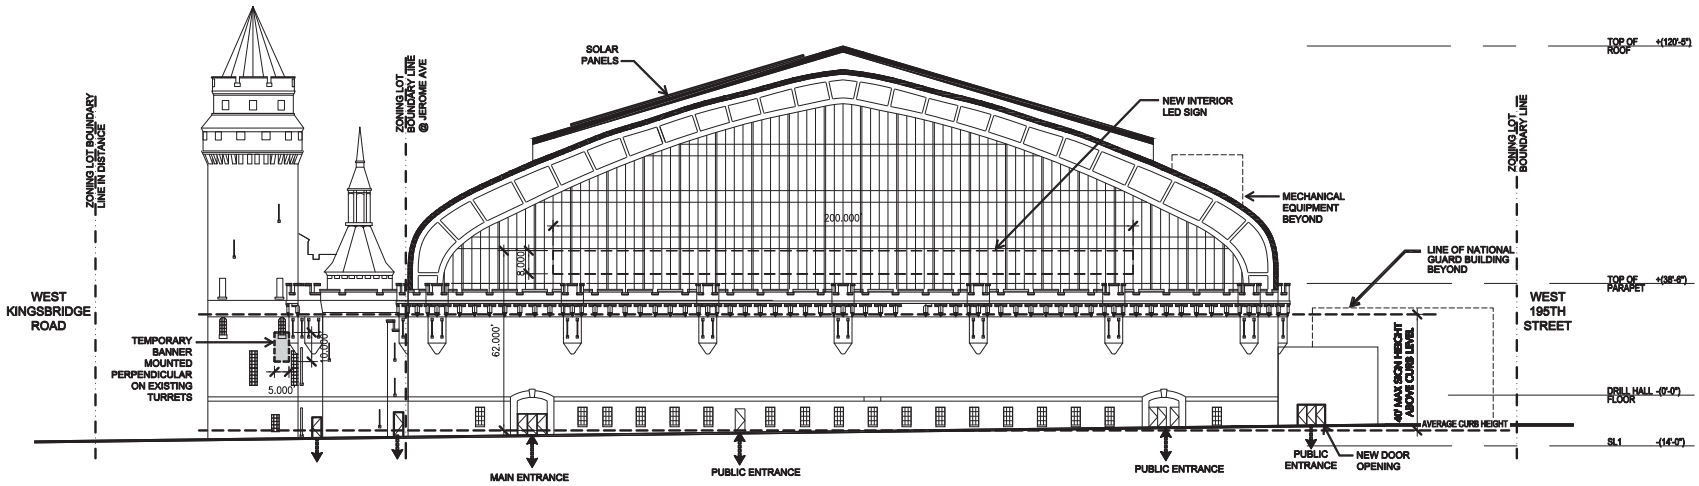 SOLAR
PANELS
TOP OF
ROOF
+(120'-5")
ZONING LOT BOUNDARY
LINE IN DISTANCE
ZONING LOT
BOUNDARY LINE
@ JEROME AVE
NEW INTERIOR
LED SIGN
ZONING LOT
BOUNDARY LINE
MECHANICAL
EQUIPMENT
BEYOND
200.000'
8.000'
LINE OF NATIONAL
GUARD BUILDING
BEYOND
TOP OF
PARAPET
+(38'-6")
WEST
KINGSBRIDGE
ROAD
WEST
195TH
STREET
TEMPORARY
BANNER
MOUNTED
PERPENDICULAR
ON EXISTING
TURRETS
10.000'
5.000'
62.000'
40' MAX SIGN HEIGHT
ABOVE CURB LEVEL
DRILL HALL
FLOOR
-(0'-0")
AVERAGE CURB HEIGHT
SL1
-(14'-0")
MAIN ENTRANCE
PUBLIC ENTRANCE
PUBLIC ENTRANCE
PUBLIC
ENTRANCE
NEW DOOR
OPENING